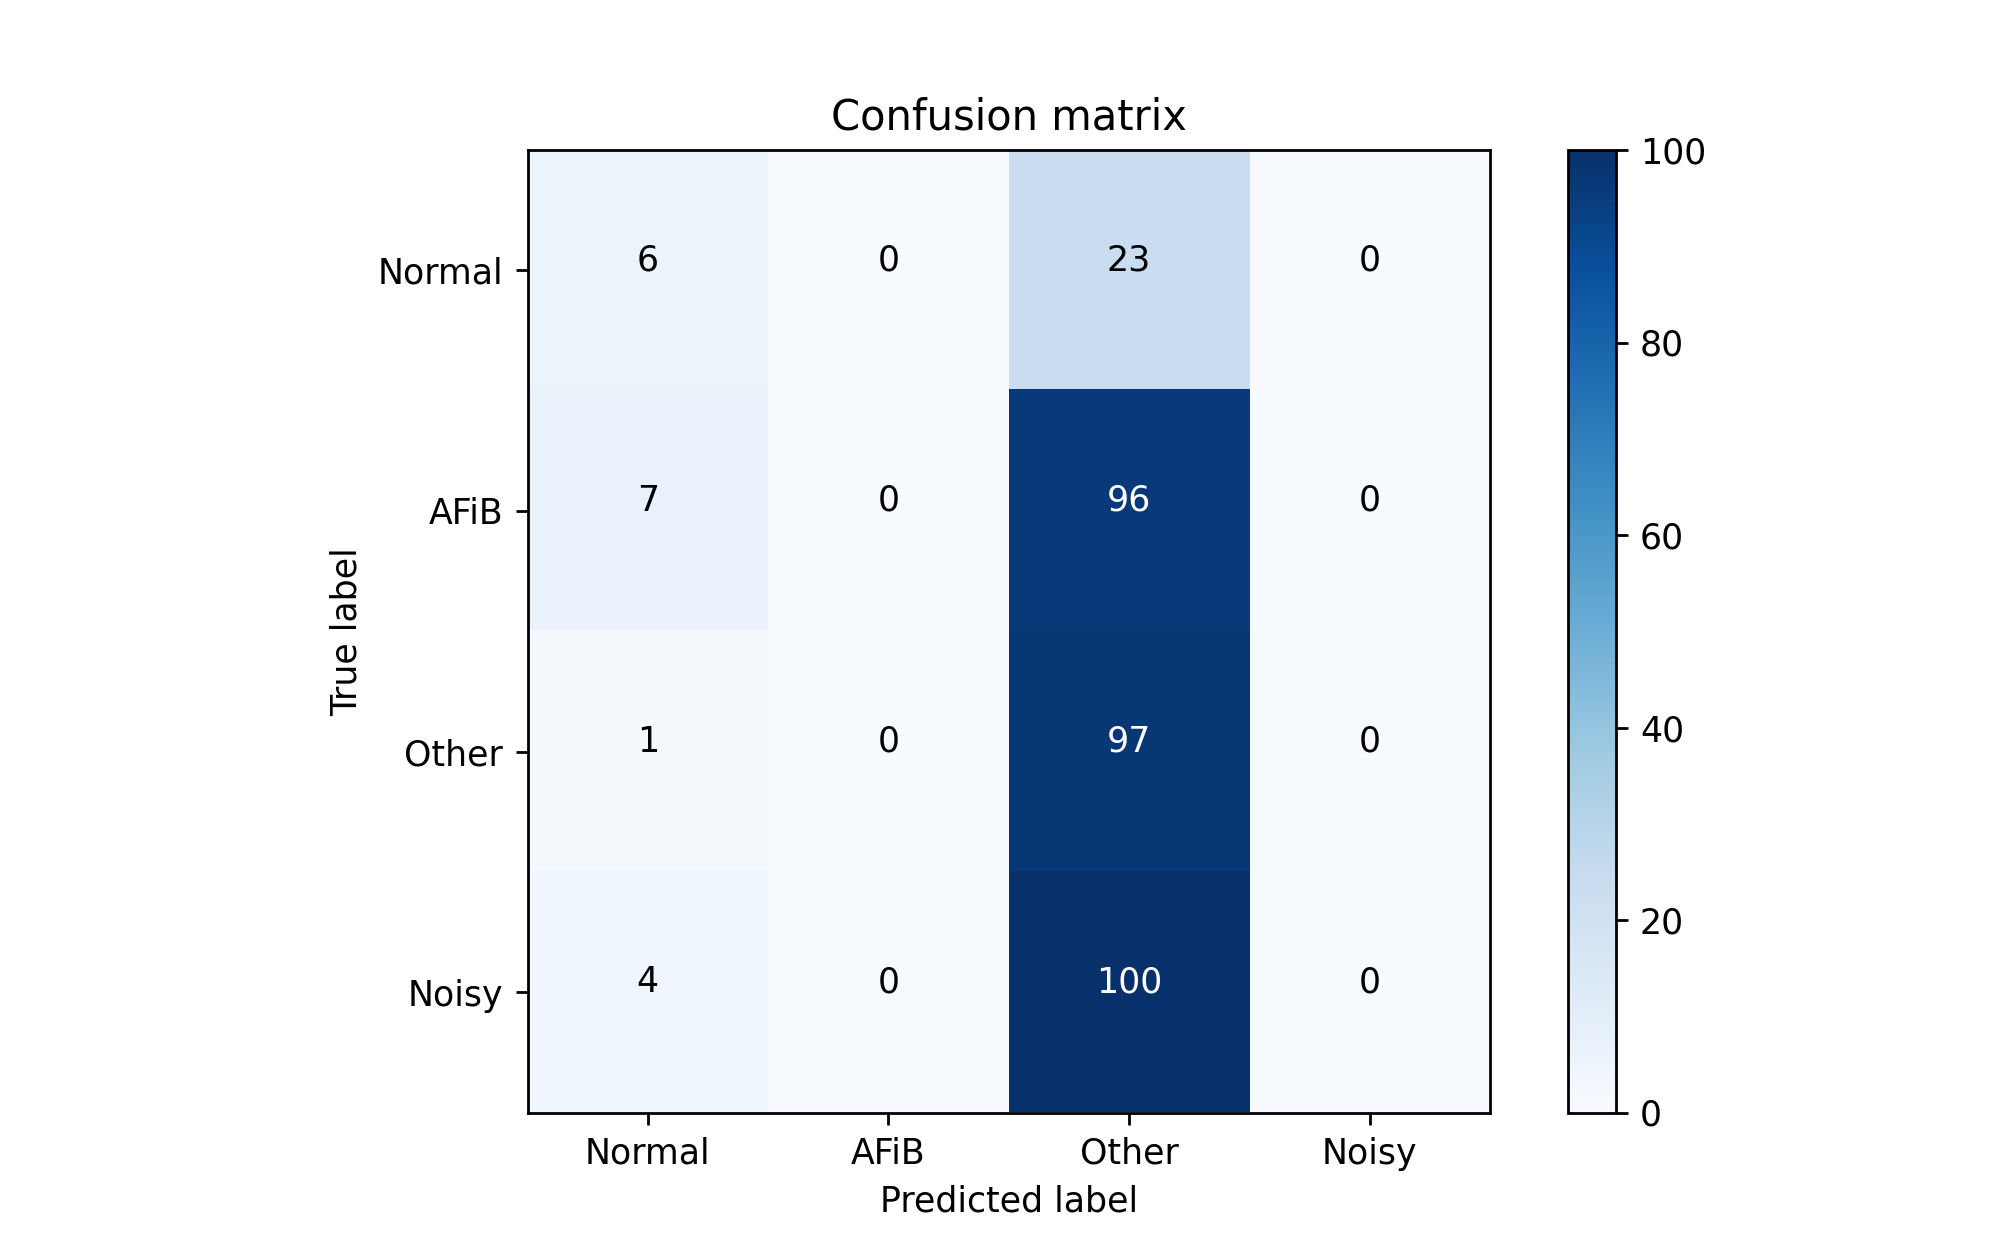 Confusion matrix
Normal 6 0 23 0
AFiB 7 0 96 0
Other 1 0 97 0
Noisy 4 0 100 0
True label
Normal AFiB Other Noisy
Predicted label
100
80
60
40
20
0